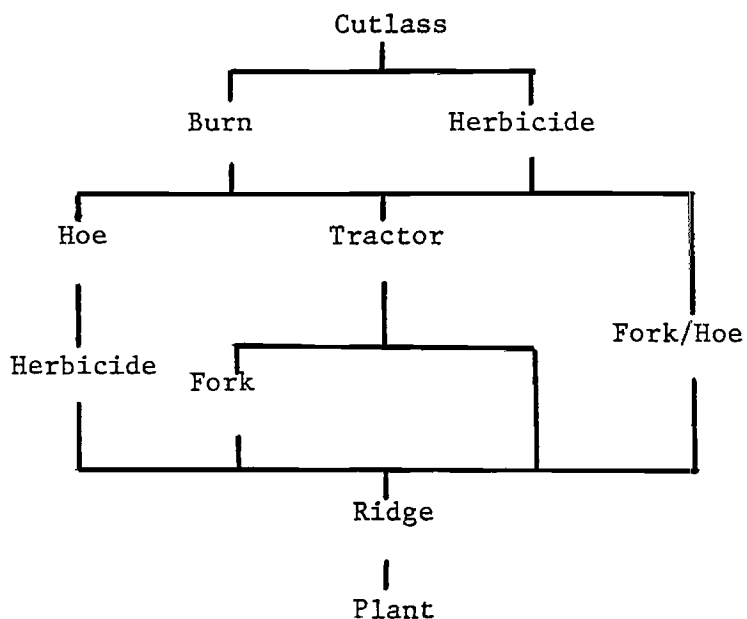 Cutlass
Burn Herbicide
Hoe Tractor
Fork/Hoe
Herbicide Fork
Ridge
Plant